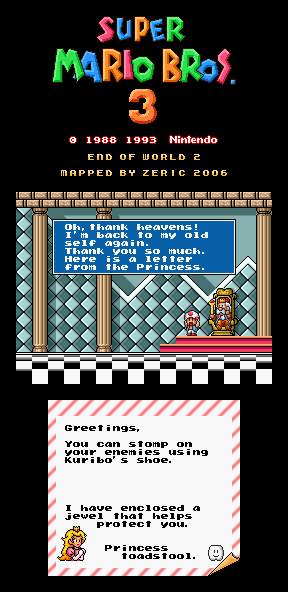 SUPER
MARIO BROS.
3
© 1988 1993 Nintendo
END OF WORLD 2
MAPPED BY ZERIC 2006
Oh, thank heavens!
I'm back to my old
self again.
Thank you so much.
Here is a letter
from the Princess.
Greetings,
You can stomp on
your enemies using
Kuribo's shoe.
I have enclosed a
jewel that helps
protect you.
Princess
Toadstool.